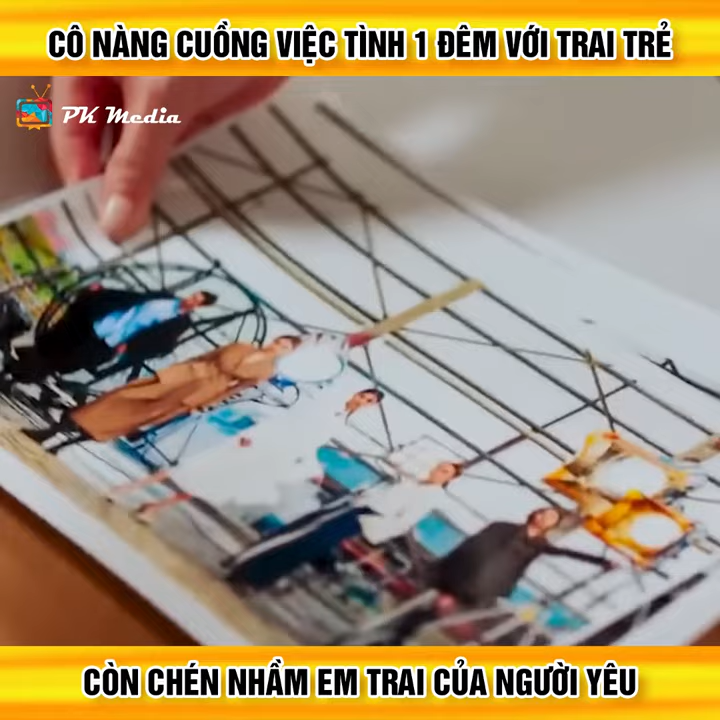 CÔ NÀNG CUỒNG VIỆC TÌNH 1 ĐÊM VỚI TRAI TRẺ
PK Media
CÒN CHÉN NHẦM EM TRAI CỦA NGƯỜI YÊU